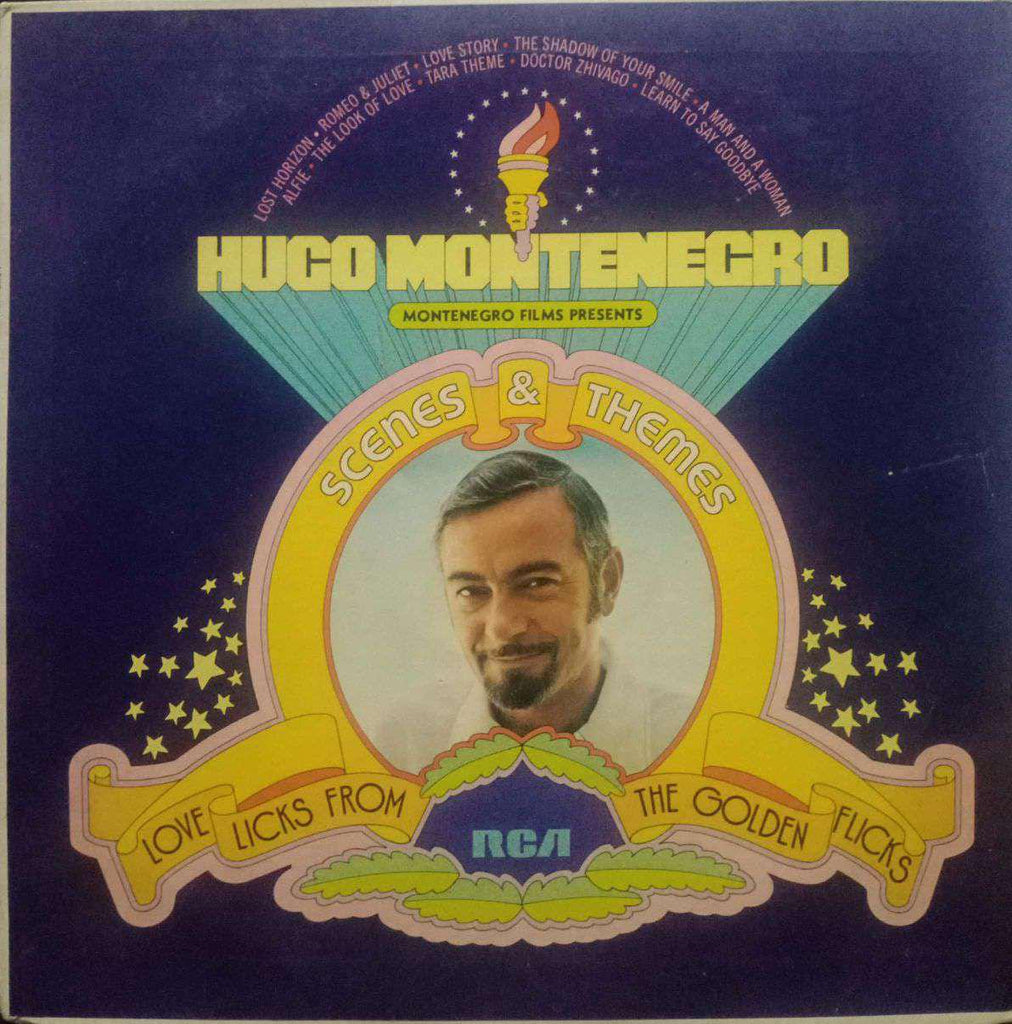 LOST HORIZON • ROMEO & JULIET • LOVE STORY • THE SHADOW OF YOUR SMILE • A MAN AND A WOMAN
ALFIE • THE LOOK OF LOVE • TARA THEME • DOCTOR ZHIVAGO • LEARN TO SAY GOODBYE
HUGO MONTENEGRO
MONTENEGRO FILMS PRESENTS
SCENES & THEMES
LOVE LICKS FROM THE GOLDEN FLICKS
RCA